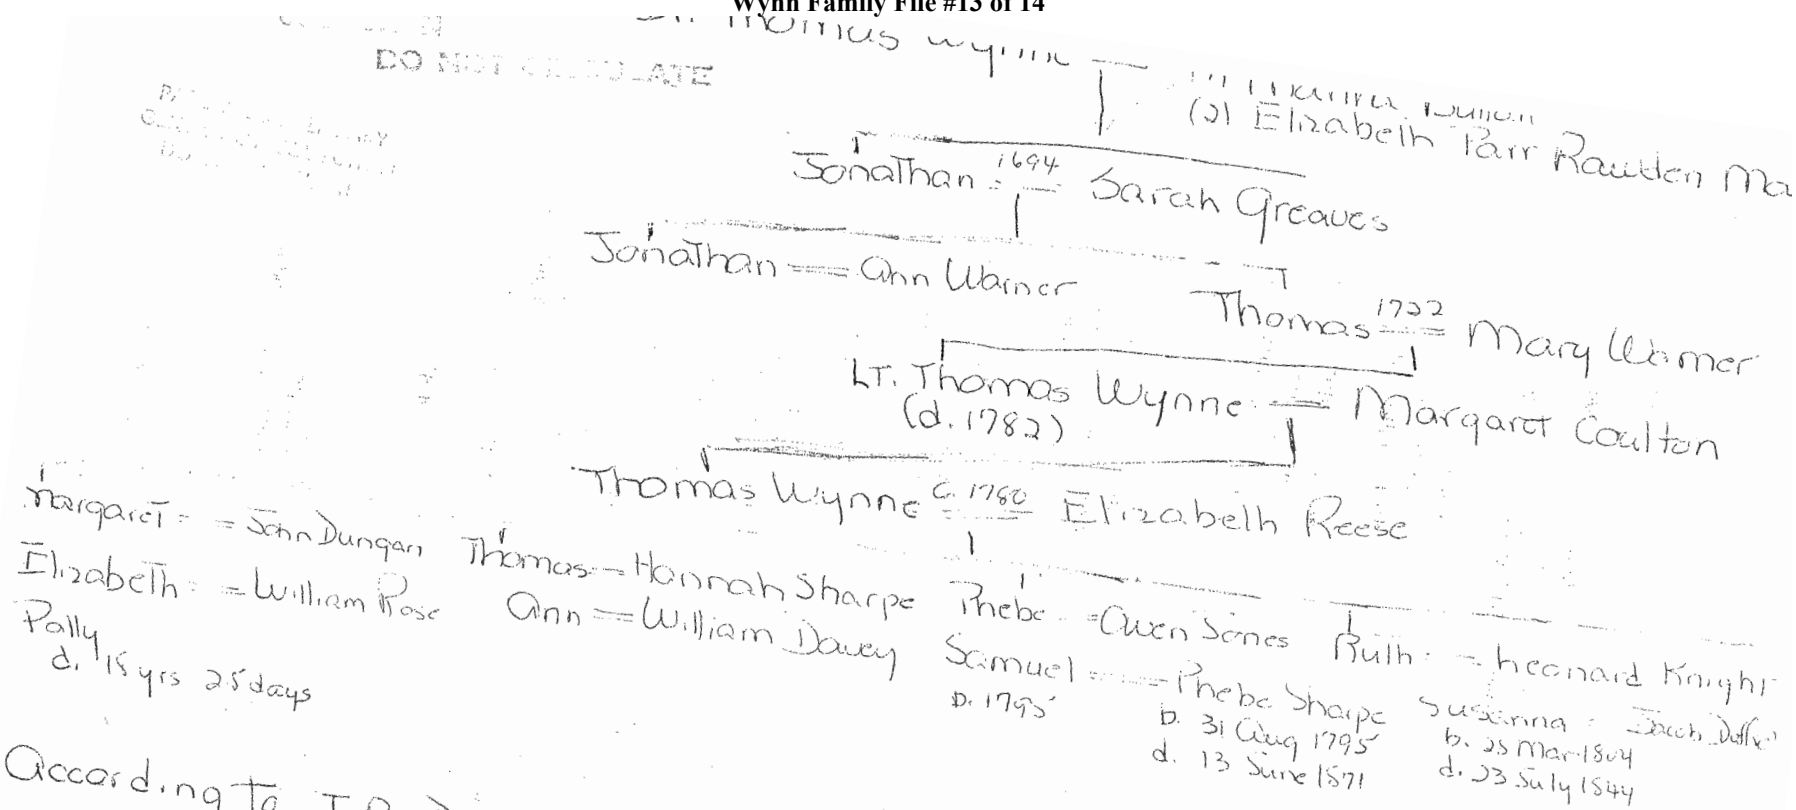 Wynn Family File #13 of 14
DO NOT CIRCULATE
Dr. Thomas Wynne
(2) Elizabeth Parr Rawden Ma
Jonathan = 1694 = Sarah Greaves
Jonathan == Ann Warner
Thomas = 1722 = Mary Warner
LT. Thomas Wynne == Margaret Coulton
(d. 1782)
Thomas Wynne = c. 1780 = Elizabeth Reese
Margaret = = John Dungan Thomas = Hannah Sharpe Phebe = Owen Jones Ruth = Leonard Knight
Elizabeth = = William Rose Ann == William Davey Samuel == Phebe Sharpe Susanna = Jacob
Polly
d. 15 yrs 25 days
b. 1795
b. 31 Aug 1795
d. 13 June 1871
b. 25 Mar 1804
d. 23 July 1844
According to